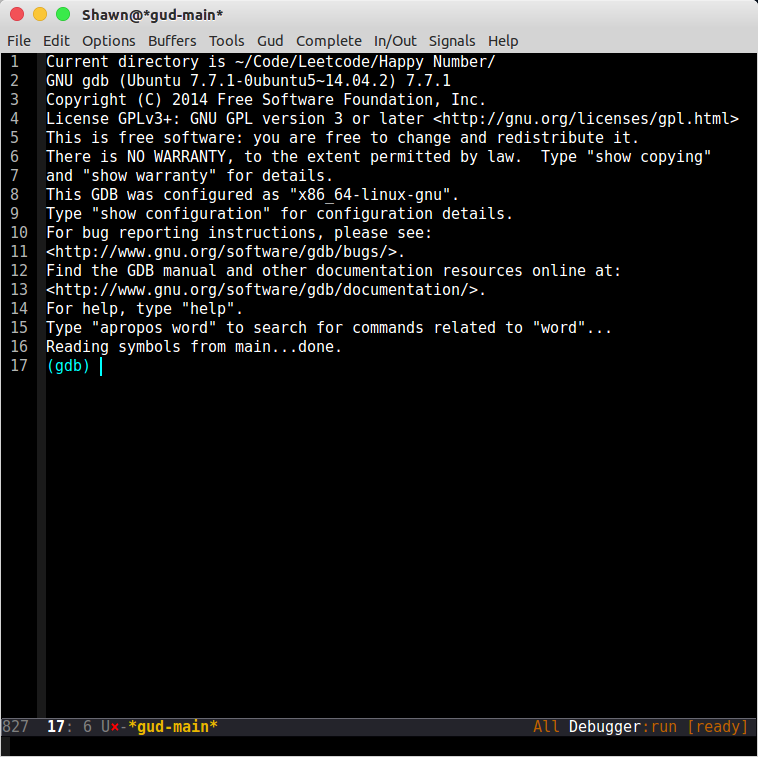 Shawn@*gud-main*
File Edit Options Buffers Tools Gud Complete In/Out Signals Help
1 Current directory is ~/Code/Leetcode/Happy Number/
2 GNU gdb (Ubuntu 7.7.1-0ubuntu5~14.04.2) 7.7.1
3 Copyright (C) 2014 Free Software Foundation, Inc.
4 License GPLv3+: GNU GPL version 3 or later <http://gnu.org/licenses/gpl.html>
5 This is free software: you are free to change and redistribute it.
6 There is NO WARRANTY, to the extent permitted by law.  Type "show copying"
7 and "show warranty" for details.
8 This GDB was configured as "x86_64-linux-gnu".
9 Type "show configuration" for configuration details.
10 For bug reporting instructions, please see:
11 <http://www.gnu.org/software/gdb/bugs/>.
12 Find the GDB manual and other documentation resources online at:
13 <http://www.gnu.org/software/gdb/documentation/>.
14 For help, type "help".
15 Type "apropos word" to search for commands related to "word"...
16 Reading symbols from main...done.
17 (gdb)
827 17: 6 U×-*gud-main* All Debugger:run [ready]